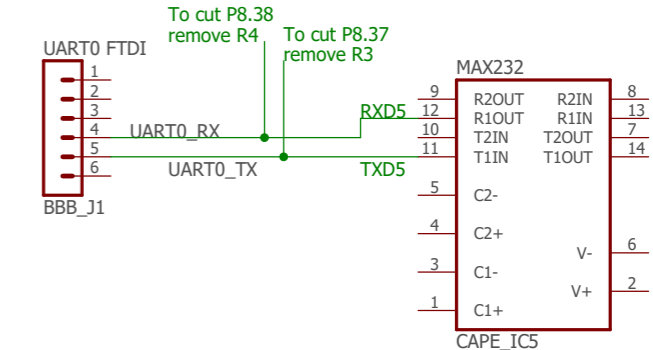 To cut P8.38
remove R4
To cut P8.37
remove R3
UART0 FTDI
1
2
3
4
5
6
BBB_J1
UART0_RX
UART0_TX
RXD5
TXD5
MAX232
9 R2OUT R2IN 8
12 R1OUT R1IN 13
10 T2IN T2OUT 7
11 T1IN T1OUT 14
5 C2-
4 C2+
V- 6
3 C1-
V+ 2
1 C1+
CAPE_IC5